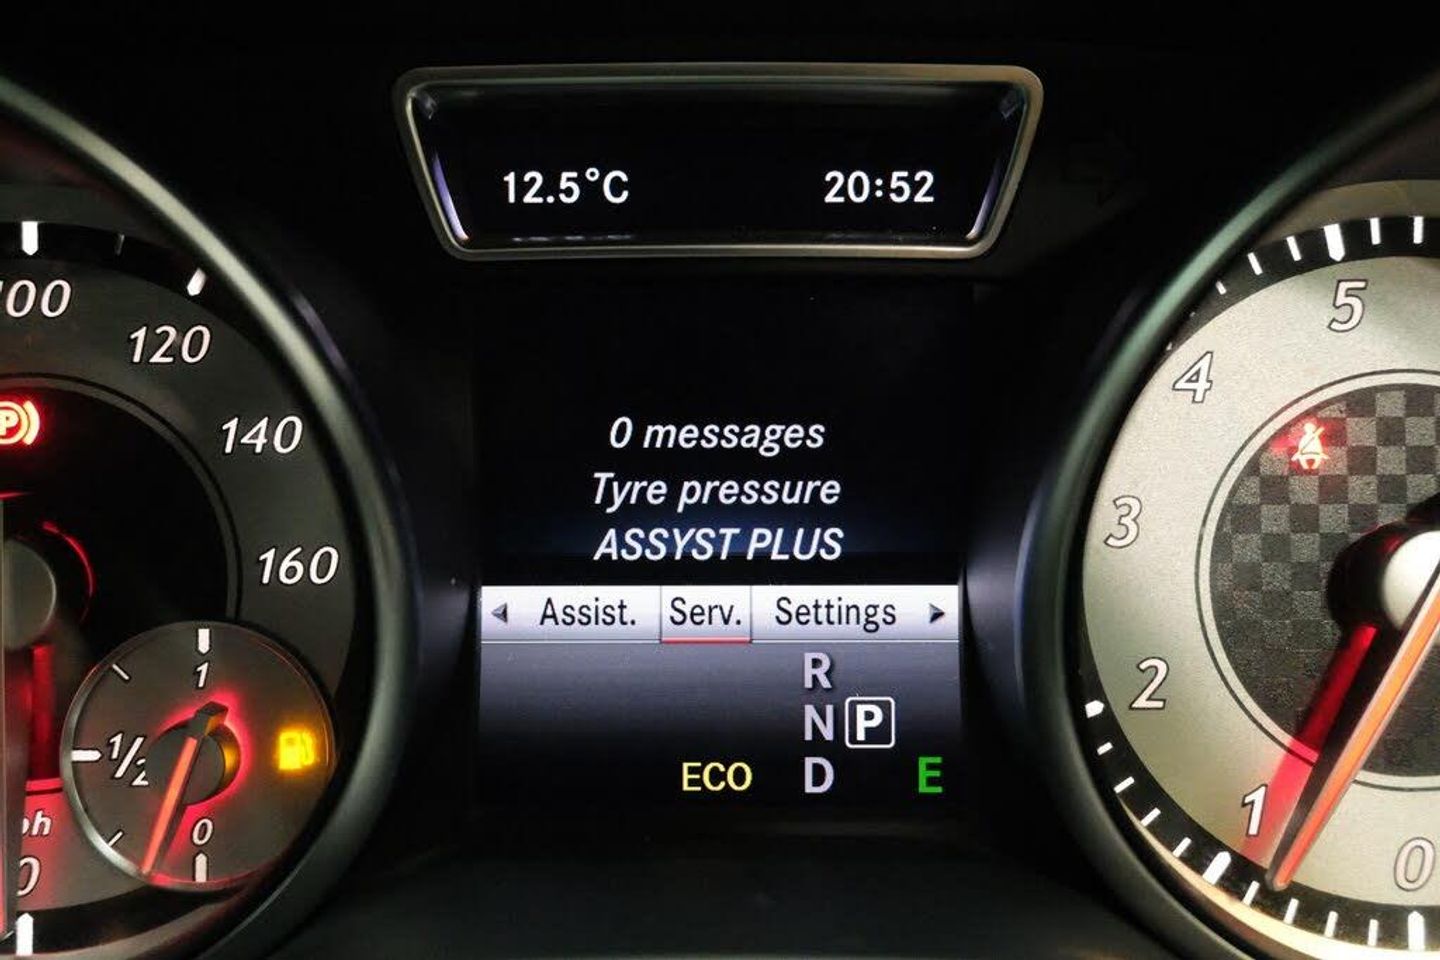 12.5°C 20:52
100
120
140
160
1
1/2
0
0
0 messages
Tyre pressure
ASSYST PLUS
Assist. Serv. Settings
R
N P
D
ECO E
5
4
3
2
1
0
P